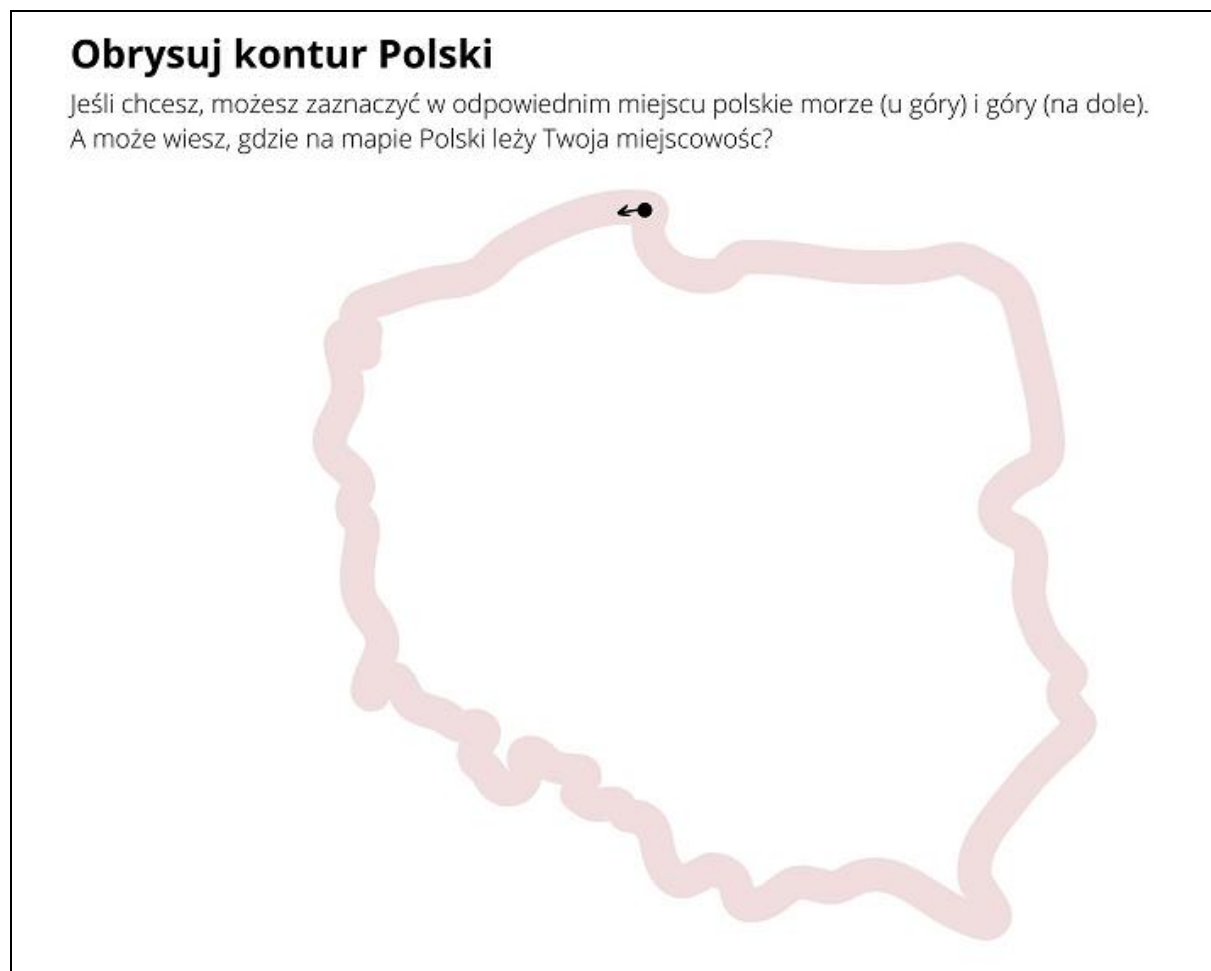 Obrysuj kontur Polski
Jeśli chcesz, możesz zaznaczyć w odpowiednim miejscu polskie morze (u góry) i góry (na dole).
A może wiesz, gdzie na mapie Polski leży Twoja miejscowośc?